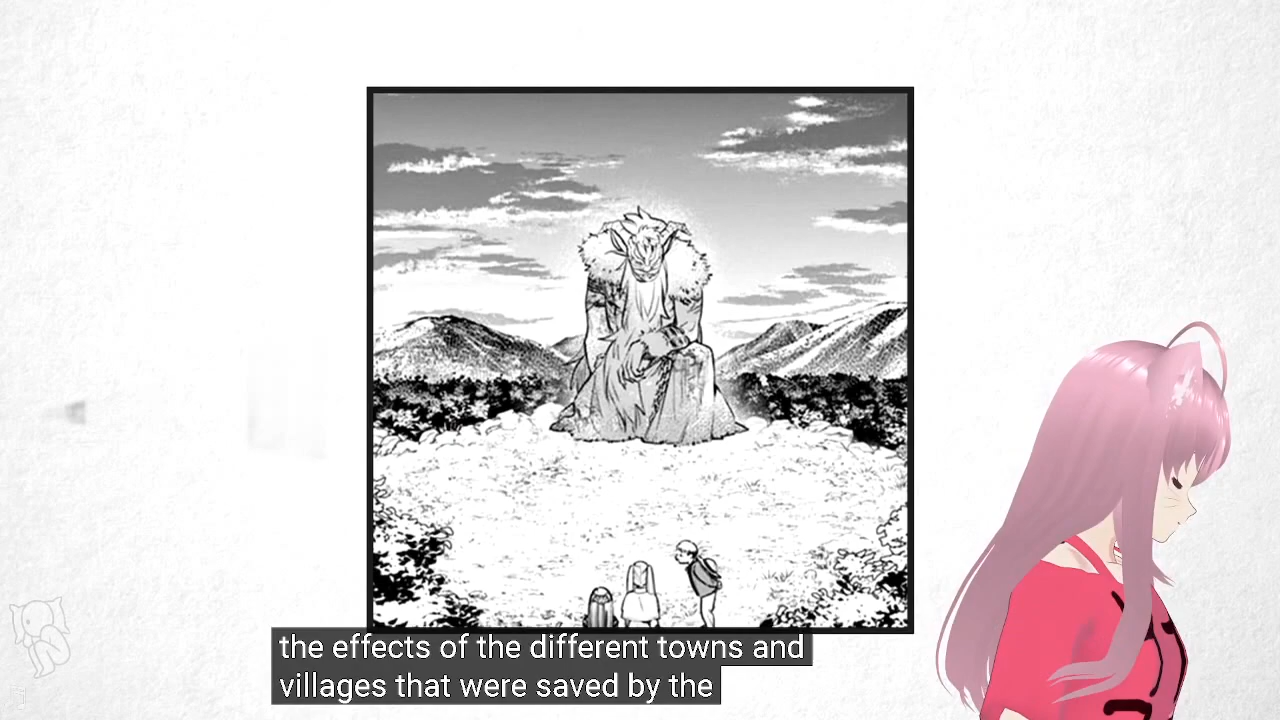 the effects of the different towns and
villages that were saved by the